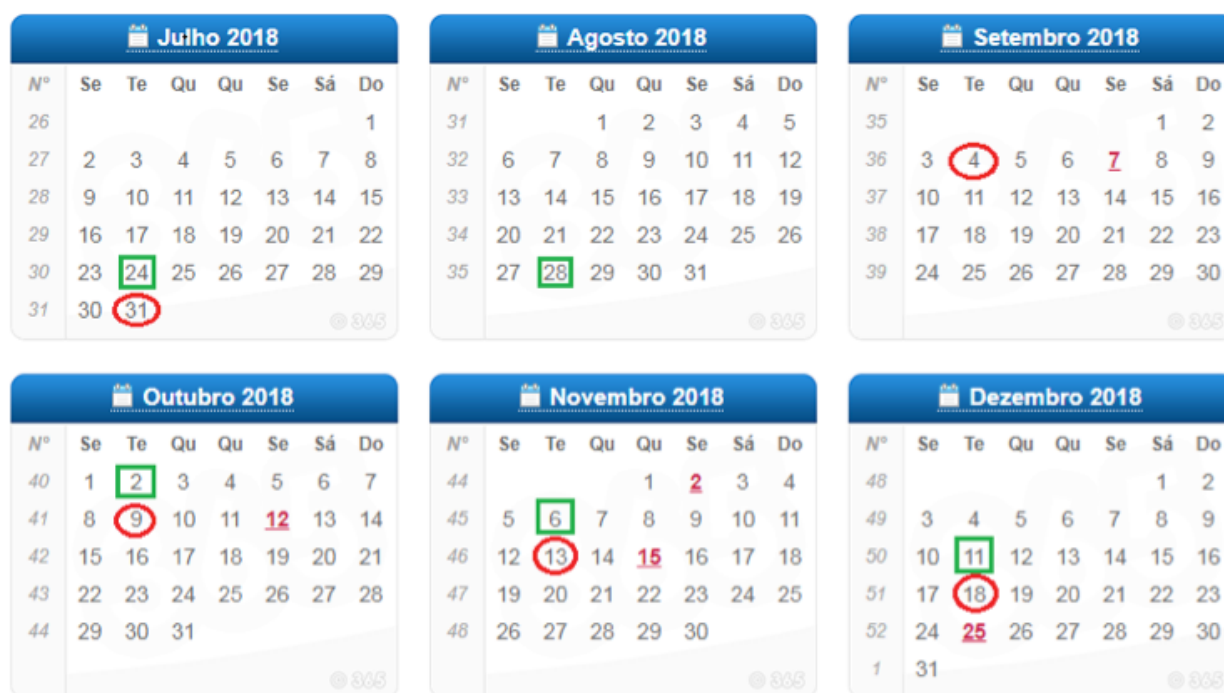 Julho 2018
N° Se Te Qu Qu Se Sá Do
26 1
27 2 3 4 5 6 7 8
28 9 10 11 12 13 14 15
29 16 17 18 19 20 21 22
30 23 24 25 26 27 28 29
31 30 31
© 365
Agosto 2018
N° Se Te Qu Qu Se Sá Do
31 1 2 3 4 5
32 6 7 8 9 10 11 12
33 13 14 15 16 17 18 19
34 20 21 22 23 24 25 26
35 27 28 29 30 31
© 365
Setembro 2018
N° Se Te Qu Qu Se Sá Do
35 1 2
36 3 4 5 6 7 8 9
37 10 11 12 13 14 15 16
38 17 18 19 20 21 22 23
39 24 25 26 27 28 29 30
© 365
Outubro 2018
N° Se Te Qu Qu Se Sá Do
40 1 2 3 4 5 6 7
41 8 9 10 11 12 13 14
42 15 16 17 18 19 20 21
43 22 23 24 25 26 27 28
44 29 30 31
© 365
Novembro 2018
N° Se Te Qu Qu Se Sá Do
44 1 2 3 4
45 5 6 7 8 9 10 11
46 12 13 14 15 16 17 18
47 19 20 21 22 23 24 25
48 26 27 28 29 30
© 365
Dezembro 2018
N° Se Te Qu Qu Se Sá Do
48 1 2
49 3 4 5 6 7 8 9
50 10 11 12 13 14 15 16
51 17 18 19 20 21 22 23
52 24 25 26 27 28 29 30
1 31
© 365